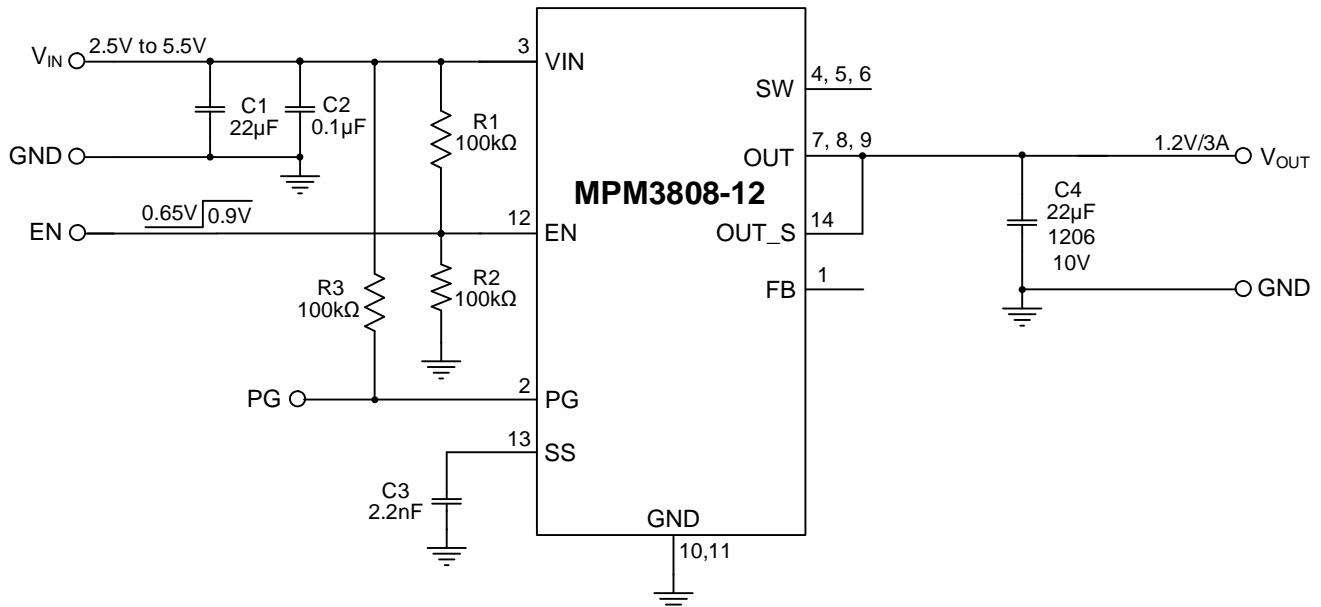 VIN 2.5V to 5.5V
3 VIN
SW 4, 5, 6
C1
22µF
C2
0.1µF
R1
100kΩ
GND
OUT 7, 8, 9
1.2V/3A VOUT
MPM3808-12
EN 0.65V 0.9V
12 EN
OUT_S 14
C4
22µF
1206
10V
R3
100kΩ
R2
100kΩ
FB 1
GND
PG
2 PG
13 SS
C3
2.2nF
GND
10,11